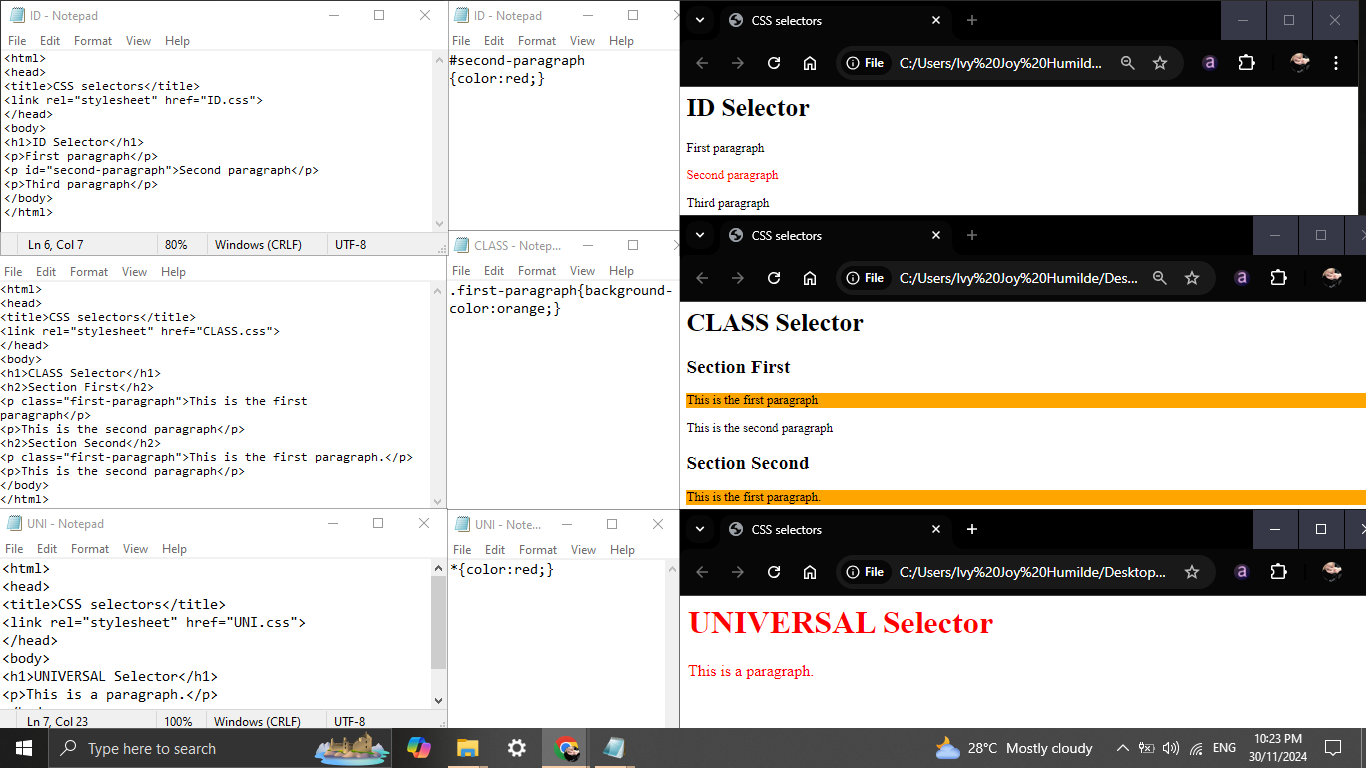 ID - Notepad
File Edit Format View Help
<html>
<head>
<title>CSS selectors</title>
<link rel="stylesheet" href="ID.css">
</head>
<body>
<h1>ID Selector</h1>
<p>First paragraph</p>
<p id="second-paragraph">Second paragraph</p>
<p>Third paragraph</p>
</body>
</html>
Ln 6, Col 7 80% Windows (CRLF) UTF-8
ID - Notepad
File Edit Format View Help
#second-paragraph
{color:red;}
CSS selectors
File C:/Users/Ivy%20Joy%20Humild...
ID Selector
First paragraph
Second paragraph
Third paragraph
File Edit Format View Help
<html>
<head>
<title>CSS selectors</title>
<link rel="stylesheet" href="CLASS.css">
</head>
<body>
<h1>CLASS Selector</h1>
<h2>Section First</h2>
<p class="first-paragraph">This is the first
paragraph</p>
<p>This is the second paragraph</p>
<h2>Section Second</h2>
<p class="first-paragraph">This is the first paragraph.</p>
<p>This is the second paragraph</p>
</body>
</html>
CLASS - Notep...
File Edit Format View Help
.first-paragraph{background-
color:orange;}
CSS selectors
File C:/Users/Ivy%20Joy%20Humilde/Des...
CLASS Selector
Section First
This is the first paragraph
This is the second paragraph
Section Second
This is the first paragraph.
UNI - Notepad
File Edit Format View Help
<html>
<head>
<title>CSS selectors</title>
<link rel="stylesheet" href="UNI.css">
</head>
<body>
<h1>UNIVERSAL Selector</h1>
<p>This is a paragraph.</p>
Ln 7, Col 23 100% Windows (CRLF) UTF-8
UNI - Note...
File Edit Format View Help
*{color:red;}
CSS selectors
File C:/Users/Ivy%20Joy%20Humilde/Desktop...
UNIVERSAL Selector
This is a paragraph.
Type here to search
28°C Mostly cloudy
ENG
10:23 PM
30/11/2024